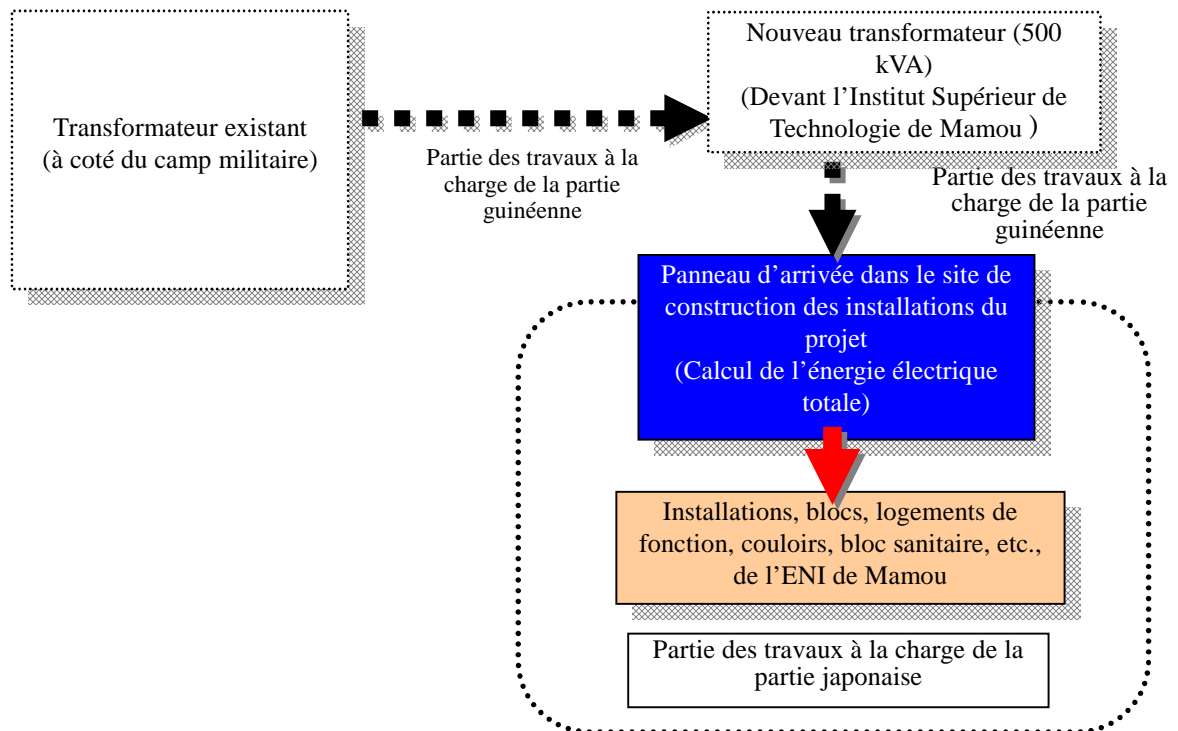 Transformateur existant
(à coté du camp militaire)
Nouveau transformateur (500
kVA)
(Devant l’Institut Supérieur de
Technologie de Mamou )
Partie des travaux à la
charge de la partie
guinéenne
Partie des travaux à la
charge de la partie
guinéenne
Panneau d’arrivée dans le site de
construction des installations du
projet
(Calcul de l’énergie électrique
totale)
Installations, blocs, logements de
fonction, couloirs, bloc sanitaire, etc.,
de l’ENI de Mamou
Partie des travaux à la charge de la
partie japonaise